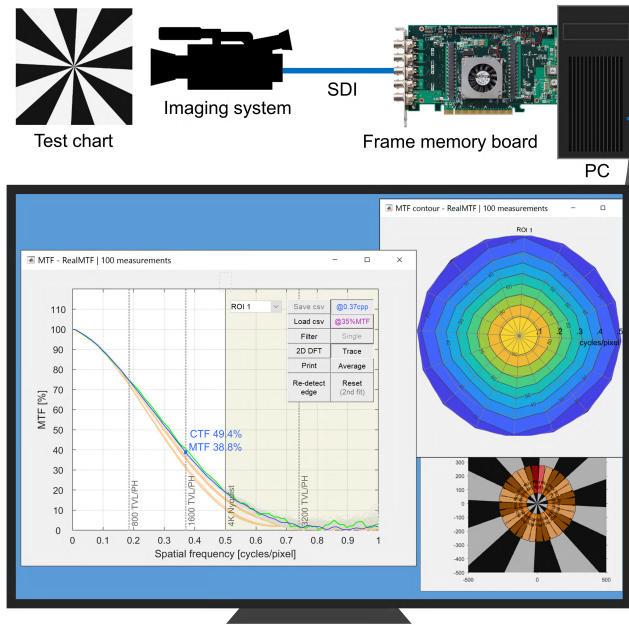 Test chart
Imaging system
SDI
Frame memory board
PC
MTF contour - RealMTF | 100 measurements
ROI 1
.1 .2 .3 .4 .5
cycles/pixel
MTF - RealMTF | 100 measurements
ROI 1
Save csv
@0.37cpp
Load csv
@35%MTF
Filter
Single
2D DFT
Trace
Print
Average
Re-detect
edge
Reset
(2nd fit)
MTF [%]
110
100
90
80
70
60
50
40
30
20
10
0
CTF 49.4%
MTF 38.8%
800 TVL/PH
1600 TVL/PH
4K Nyquist
3200 TVL/PH
0 0.1 0.2 0.3 0.4 0.5 0.6 0.7 0.8 0.9 1
Spatial frequency [cycles/pixel]
300
200
100
0
-100
-200
-300
-400
-500
-500 0 500